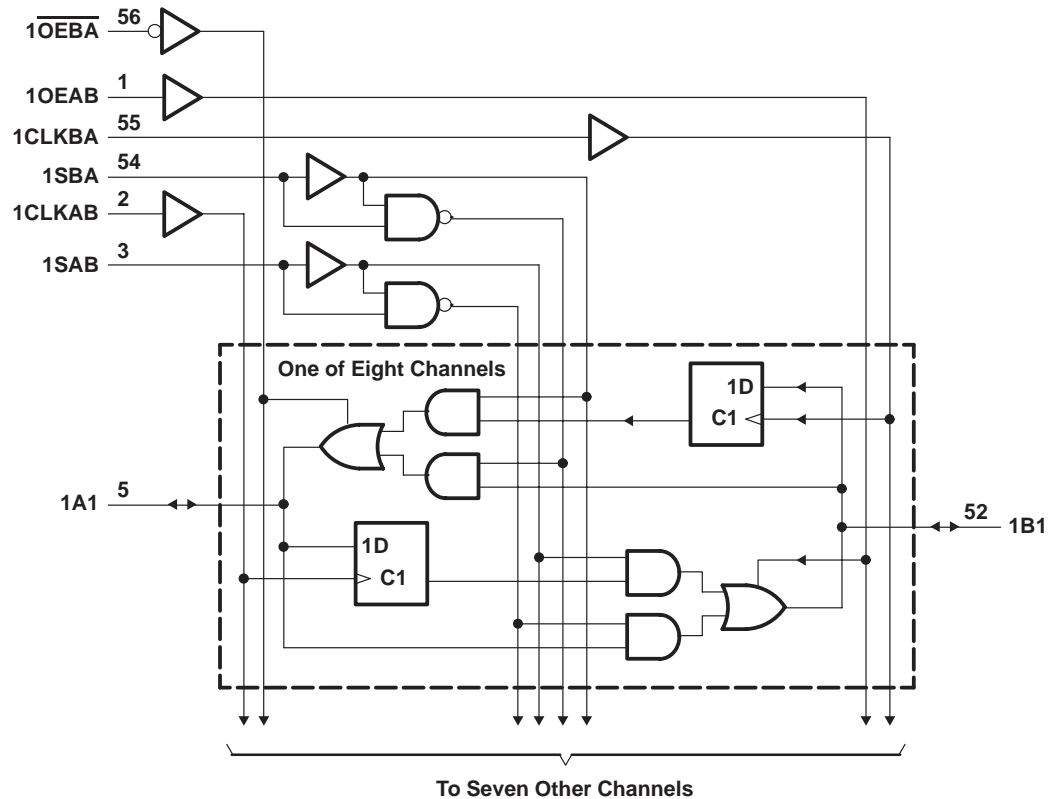 1OEBA 56
1OEAB 1
1CLKBA 55
1SBA 54
1CLKAB 2
1SAB 3
One of Eight Channels
1D
C1
1A1 5
52 1B1
1D
C1
To Seven Other Channels